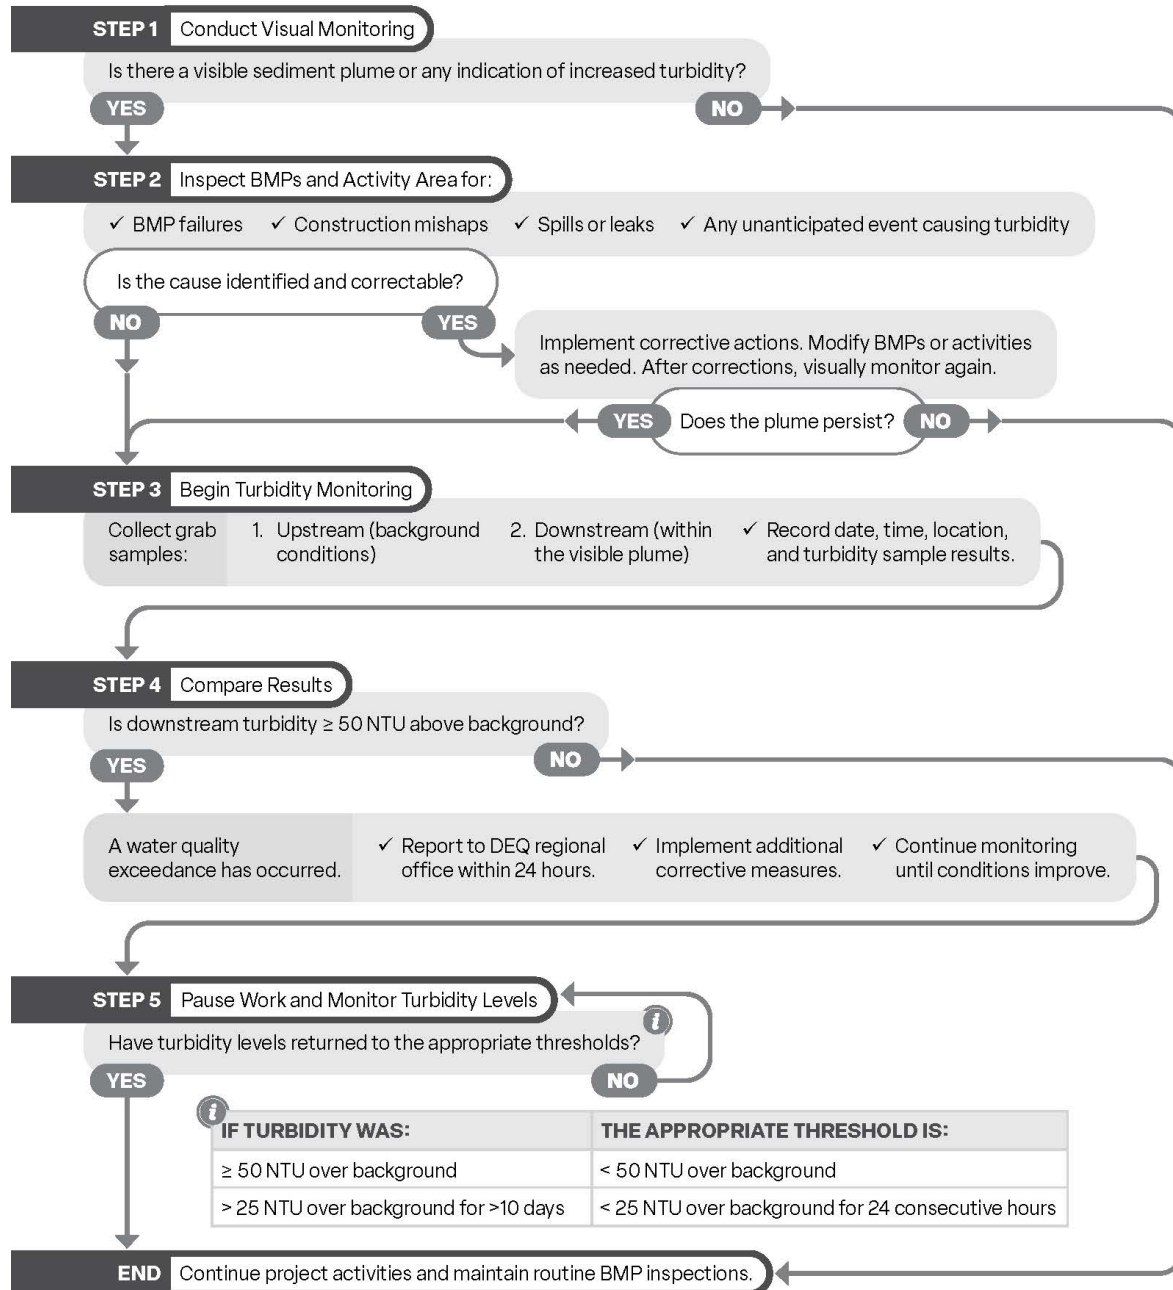 STEP 1 Conduct Visual Monitoring
Is there a visible sediment plume or any indication of increased turbidity?
YES
NO
STEP 2 Inspect BMPs and Activity Area for:
✓ BMP failures ✓ Construction mishaps ✓ Spills or leaks ✓ Any unanticipated event causing turbidity
Is the cause identified and correctable?
NO
YES
Implement corrective actions. Modify BMPs or activities
as needed. After corrections, visually monitor again.
YES Does the plume persist? NO
STEP 3 Begin Turbidity Monitoring
Collect grab
samples:
1. Upstream (background
conditions)
2. Downstream (within
the visible plume)
✓ Record date, time, location,
and turbidity sample results.
STEP 4 Compare Results
Is downstream turbidity ≥ 50 NTU above background?
YES
NO
A water quality
exceedance has occurred.
✓ Report to DEQ regional
office within 24 hours.
✓ Implement additional
corrective measures.
✓ Continue monitoring
until conditions improve.
STEP 5 Pause Work and Monitor Turbidity Levels
i
Have turbidity levels returned to the appropriate thresholds?
YES
NO
i
IF TURBIDITY WAS: THE APPROPRIATE THRESHOLD IS:
≥ 50 NTU over background < 50 NTU over background
> 25 NTU over background for >10 days < 25 NTU over background for 24 consecutive hours
END Continue project activities and maintain routine BMP inspections.